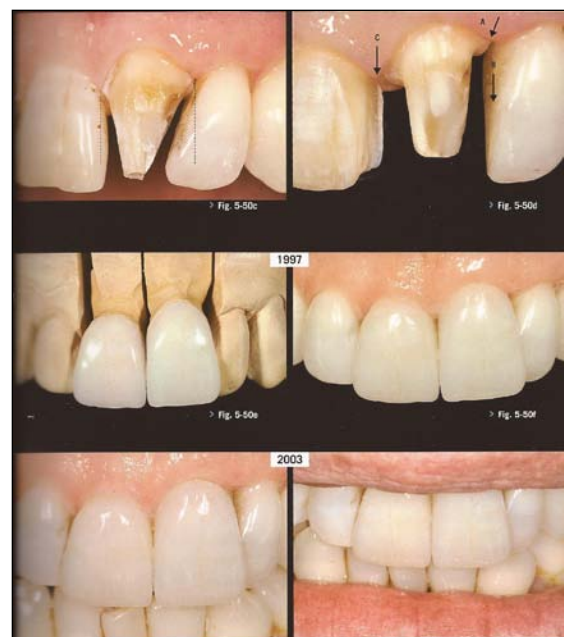 A
C
B
> Fig. 5-50c
> Fig. 5-50d
1997
> Fig. 5-50e
> Fig. 5-50f
2003